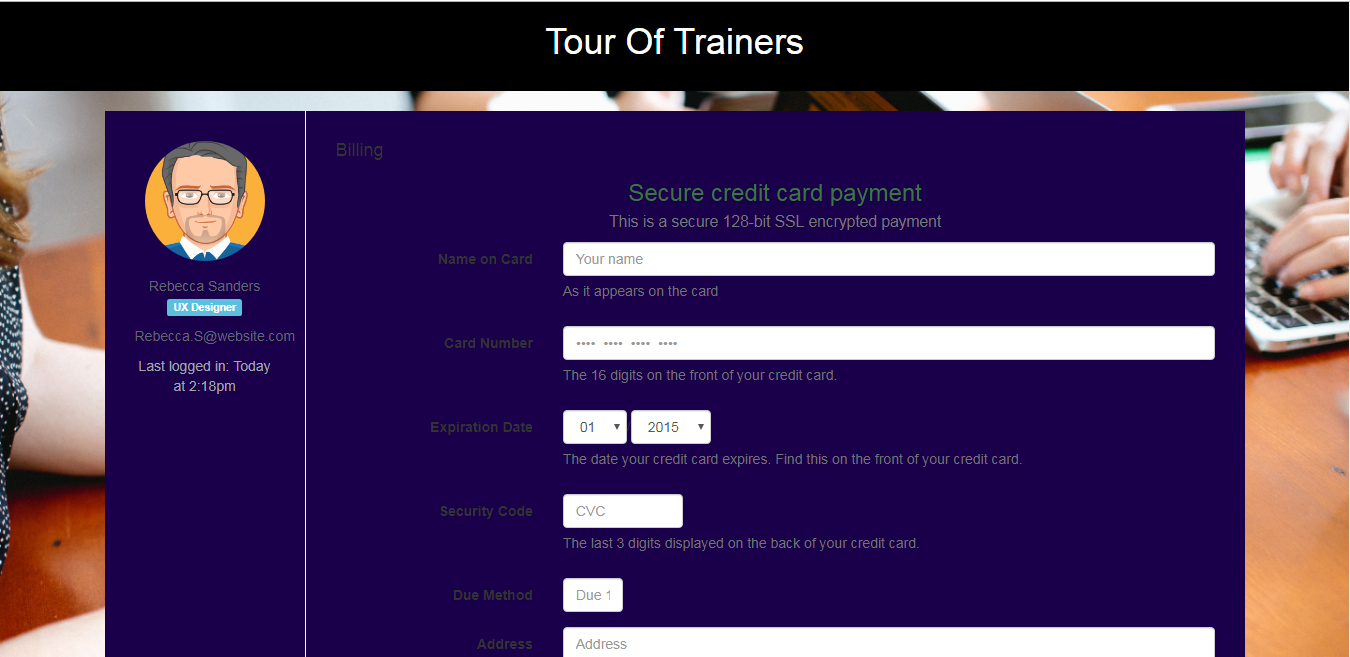 Tour Of Trainers
Rebecca Sanders
UX Designer
Rebecca.S@website.com
Last logged in: Today
at 2:18pm
Billing
Secure credit card payment
This is a secure 128-bit SSL encrypted payment
Name on Card
Your name
As it appears on the card
Card Number
•••• •••• •••• ••••
The 16 digits on the front of your credit card.
Expiration Date
01
2015
The date your credit card expires. Find this on the front of your credit card.
Security Code
CVC
The last 3 digits displayed on the back of your credit card.
Due Method
Due 1
Address
Address